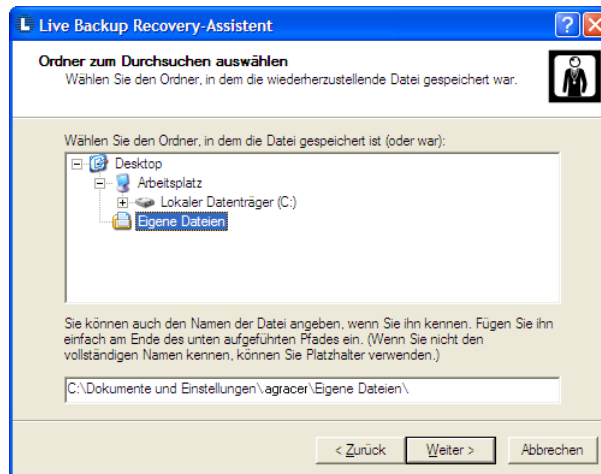 Live Backup Recovery-Assistent
Ordner zum Durchsuchen auswählen
Wählen Sie den Ordner, in dem die wiederherzustellende Datei gespeichert war.
Wählen Sie den Ordner, in dem die Datei gespeichert ist (oder war):
Desktop
Arbeitsplatz
Lokaler Datenträger (C:)
Eigene Dateien
Sie können auch den Namen der Datei angeben, wenn Sie ihn kennen. Fügen Sie ihn
einfach am Ende des unten aufgeführten Pfades ein. (Wenn Sie nicht den
vollständigen Namen kennen, können Sie Platzhalter verwenden.)
C:\Dokumente und Einstellungen\agracer\Eigene Dateien\
< Zurück Weiter > Abbrechen